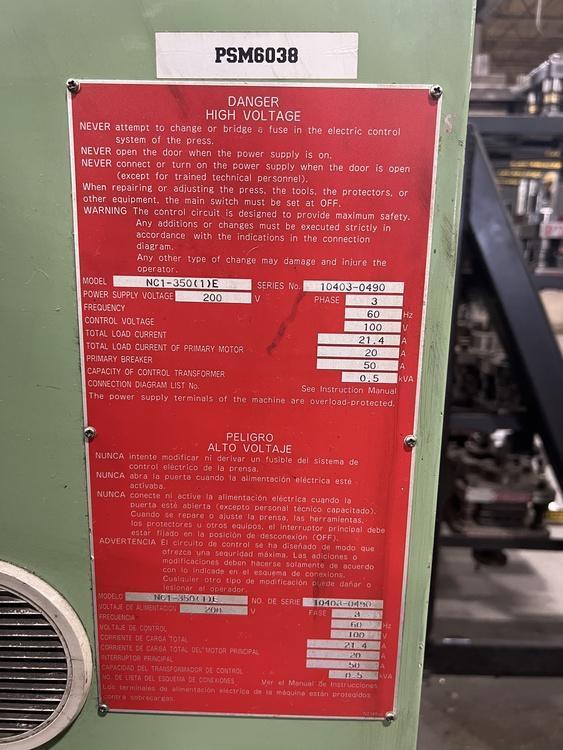 PSM6038
DANGER
HIGH VOLTAGE
NEVER attempt to change or bridge a fuse in the electric control
system of the press.
NEVER open the door when the power supply is on.
NEVER connect or turn on the power supply when the door is open
(except for trained technical personnel).
When repairing or adjusting the press, the tools, the protectors, or
other equipment, the main switch must be set at OFF.
WARNING The control circuit is designed to provide maximum safety.
Any additions or changes must be executed strictly in
accordance with the indications in the connection
diagram.
Any other type of change may damage and injure the
operator.
MODEL NC1-350(1)E SERIES No. 10403-0490
POWER SUPPLY VOLTAGE 200 V PHASE 3
FREQUENCY 60 Hz
CONTROL VOLTAGE 100 V
TOTAL LOAD CURRENT 21.4 A
TOTAL LOAD CURRENT OF PRIMARY MOTOR 20 A
PRIMARY BREAKER 50 A
CAPACITY OF CONTROL TRANSFORMER 0.5 kVA
CONNECTION DIAGRAM LIST No. See Instruction Manual
The power supply terminals of the machine are overload-protected.
PELIGRO
ALTO VOLTAJE
NUNCA intente modificar ni derivar un fusible del sistema de
control eléctrico de la prensa.
NUNCA abra la puerta cuando la alimentación eléctrica esté
activaba.
NUNCA conecte ni active la alimentación eléctrica cuando la
puerta esté abierta (excepto personal técnico capacitado).
Cuando se repare o ajuste la prensa, las herramientas,
los protectores u otros equipos, el interruptor principal debe
estar fijado en la posición de desconexión (OFF).
ADVERTENCIA El circuito de control se ha diseñado de modo que
ofrezca una seguridad máxima. Las adiciones o
modificaciones deben hacerse solamente de acuerdo
con lo indicado en el esquema de conexions.
Cualquier otro tipo de modificación puede dañar o
lesionar al operador.
MODELO NC1-350(1)E NO. DE SERIE 10403-0490
VOLTAJE DE ALIMENTACION 200 V FASE 3
FRECUENCIA 60 Hz
VOLTAJE DE CONTROL 100 V
CORRIENTE DE CARGA TOTAL 21.4 A
CORRIENTE DE CARGA TOTAL DEL MOTOR PRINCIPAL 20 A
INTERRUPTOR PRINCIPAL 50 A
CAPACIDAD DEL TRANSFORMADOR DE CONTROL 0.5 kVA
NO. DE LISTA DEL ESQUEMA DE CONEXIONES Ver el Manual de Instrucciones
Los terminales de alimentación eléctrica de la máquina están protegidos
contra sobrecargas.